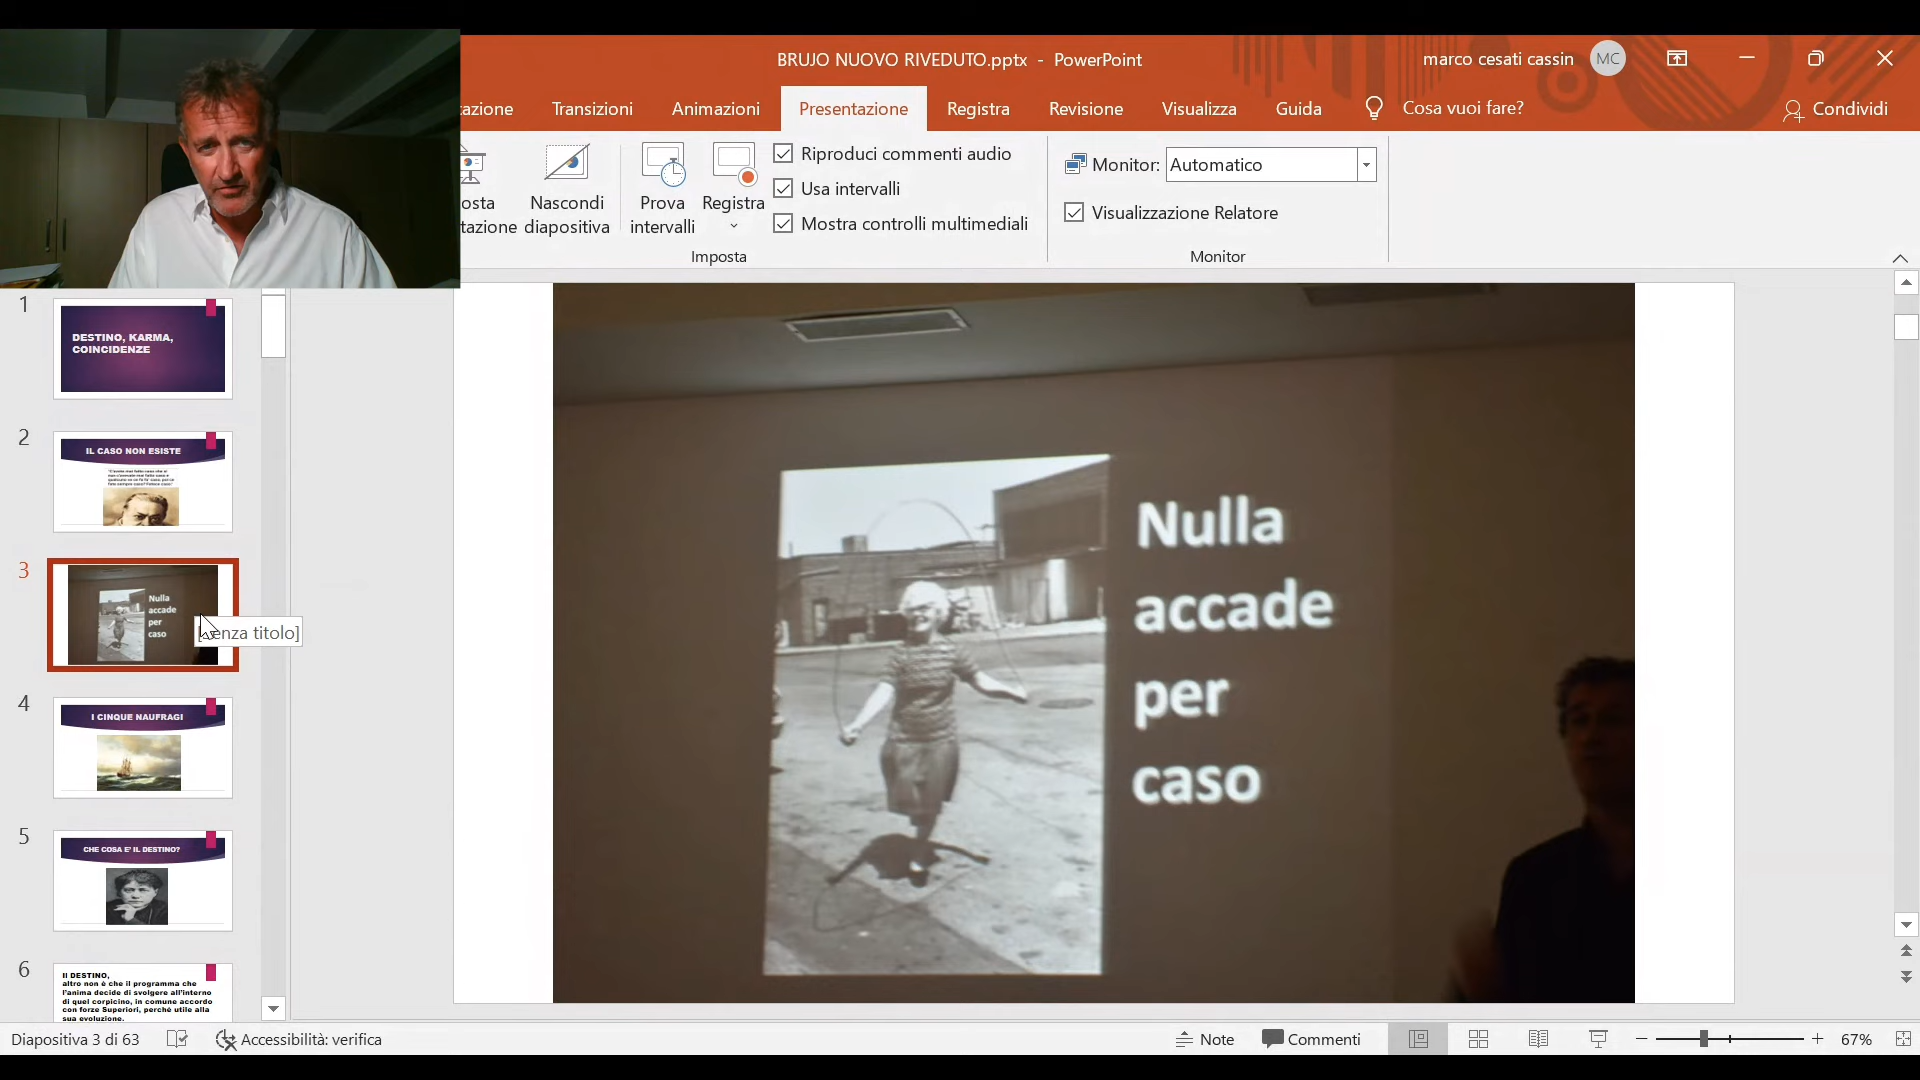 BRUJO NUOVO RIVEDUTO.pptx - PowerPoint
marco cesati cassin
MC
Transizioni
Animazioni
Presentazione
Registra
Revisione
Visualizza
Guida
Cosa vuoi fare?
Condividi
Nascondi
diapositiva
Prova
intervalli
Registra
Riproduci commenti audio
Usa intervalli
Mostra controlli multimediali
Imposta
Monitor:
Automatico
Visualizzazione Relatore
Monitor
1
DESTINO, KARMA,
COINCIDENZE
2
IL CASO NON ESISTE
3
Nulla
accade
per
caso
4
I CINQUE NAUFRAGI
5
CHE COSA E' IL DESTINO?
6
Il DESTINO,
altro non è che il programma che
l'anima decide di svolgere all'interno
di quel corpicino, in comune accordo
con forze Superiori, perché utile alla
sua evoluzione.
Nulla
accade
per
caso
Diapositiva 3 di 63
Accessibilità: verifica
Note
Commenti
67%